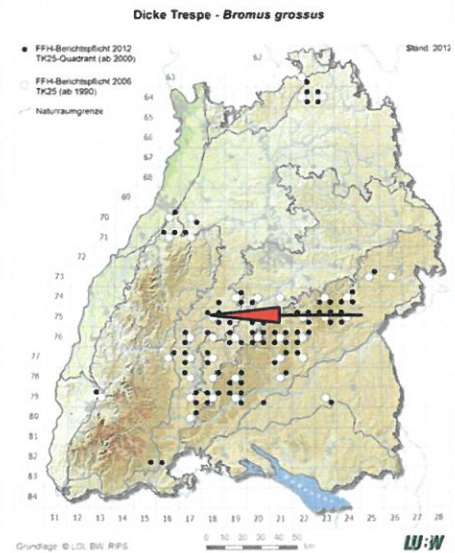 Dicke Trespe - Bromus grossus
FFH-Berichtspflicht 2012
TK25-Quadrant (ab 2000)
FFH-Berichtspflicht 2006
TK25 (ab 1990)
Naturraumgrenze
Stand: 2012
62
63
64
65
66
67
68
69
70
71
72
73
74
75
76
77
78
79
80
81
82
83
84
11 12 13 14 15 16 17 18 19 20 21 22 23 24 25 26 27 28
0 10 20 30 40 50
km
Grundlage: © LGL BW, RIPS
LU:W